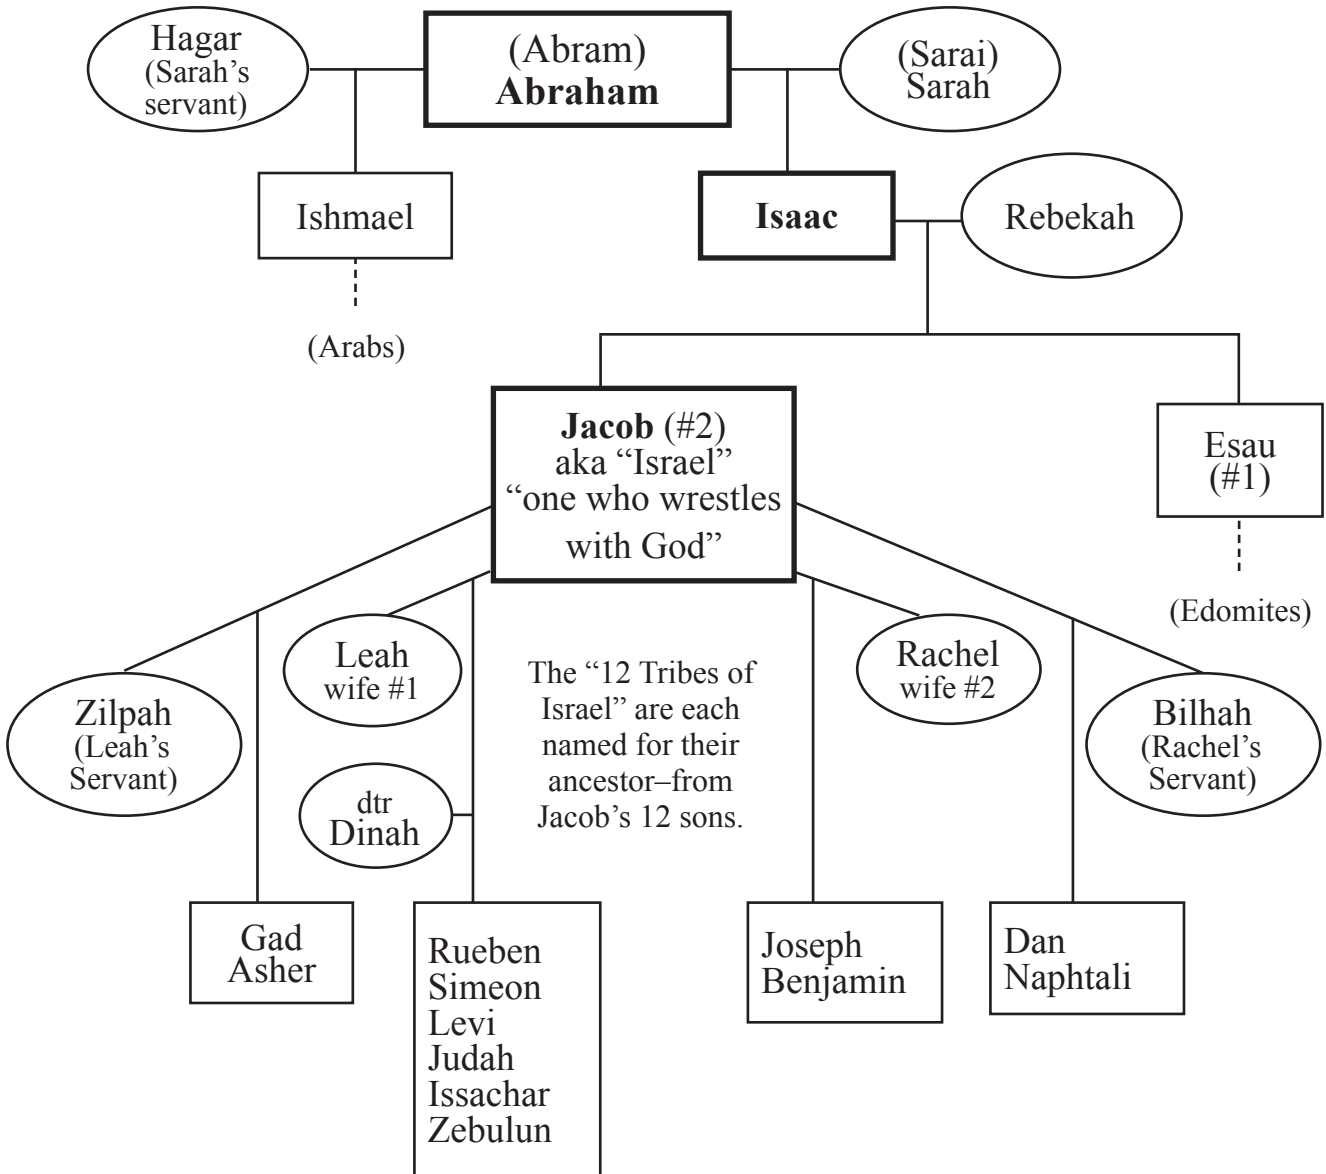 Hagar
(Sarah’s
servant)
(Abram)
Abraham
(Sarai)
Sarah
Ishmael
Isaac
Rebekah
(Arabs)
Jacob (#2)
aka “Israel”
“one who wrestles
with God”
Esau
(#1)
(Edomites)
Zilpah
(Leah’s
Servant)
Leah
wife #1
The “12 Tribes of
Israel” are each
named for their
ancestor–from
Jacob’s 12 sons.
Rachel
wife #2
Bilhah
(Rachel’s
Servant)
dtr
Dinah
Gad
Asher
Rueben
Simeon
Levi
Judah
Issachar
Zebulun
Joseph
Benjamin
Dan
Naphtali